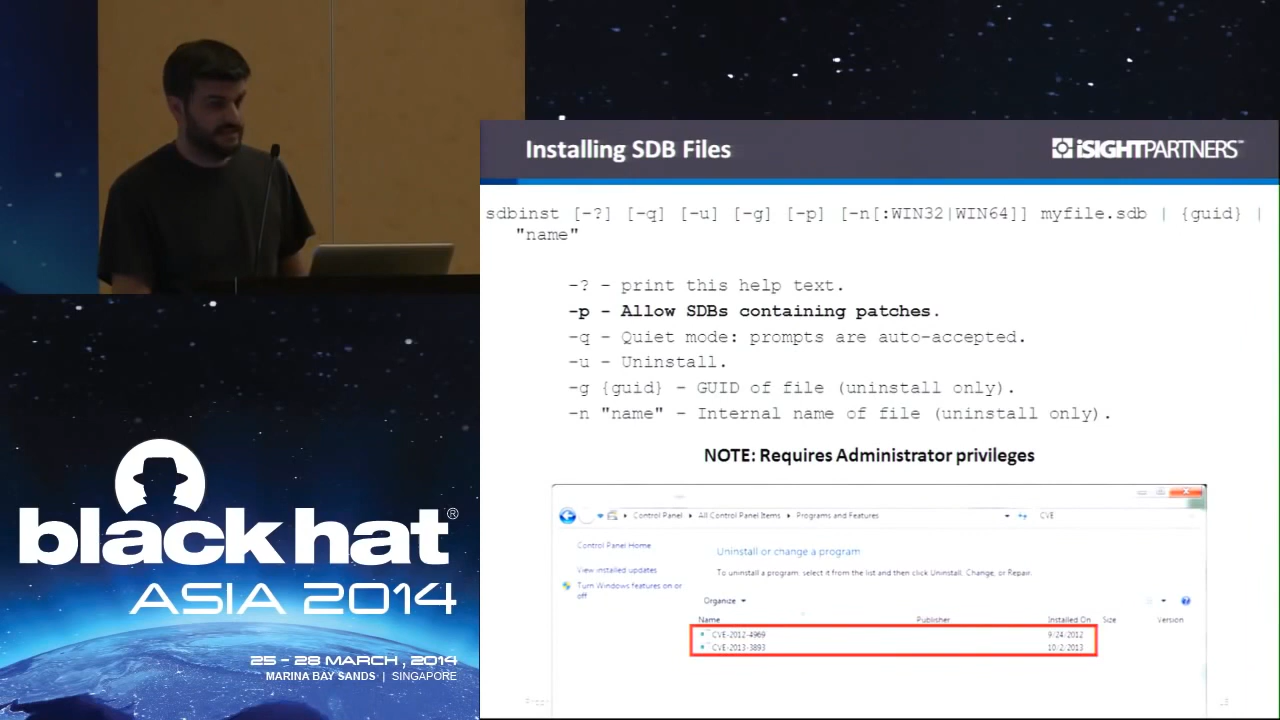 Installing SDB Files
iSIGHTPARTNERS™
sdbinst [-?] [-q] [-u] [-g] [-p] [-n[:WIN32|WIN64]] myfile.sdb | {guid} |
"name"
-? - print this help text.
-p - Allow SDBs containing patches.
-q - Quiet mode: prompts are auto-accepted.
-u - Uninstall.
-g {guid} - GUID of file (uninstall only).
-n "name" - Internal name of file (uninstall only).
NOTE: Requires Administrator privileges
Control Panel
All Control Panel Items
Programs and Features
CVE
Control Panel Home
View installed updates
Turn Windows features on or
off
Uninstall or change a program
To uninstall a program, select it from the list and then click Uninstall, Change, or Repair.
Organize
Name Publisher Installed On Size Version
CVE-2012-4969 9/24/2012
CVE-2013-3893 10/2/2013
black hat®
ASIA 2014
25 - 28 MARCH, 2014
MARINA BAY SANDS | SINGAPORE